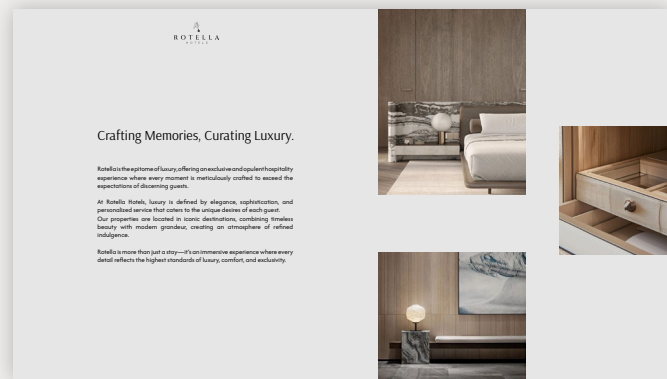 ROTELLA
HOTELS
Crafting Memories, Curating Luxury.
Rotella is the epitome of luxury, offering an exclusive and opulent hospitality
experience where every moment is meticulously crafted to exceed the
expectations of discerning guests.
At Rotella Hotels, luxury is defined by elegance, sophistication, and
personalized service that caters to the unique desires of each guest.
Our properties are located in iconic destinations, combining timeless
beauty with modern grandeur, creating an atmosphere of refined
indulgence.
Rotella is more than just a stay—it's an immersive experience where every
detail reflects the highest standards of luxury, comfort, and exclusivity.